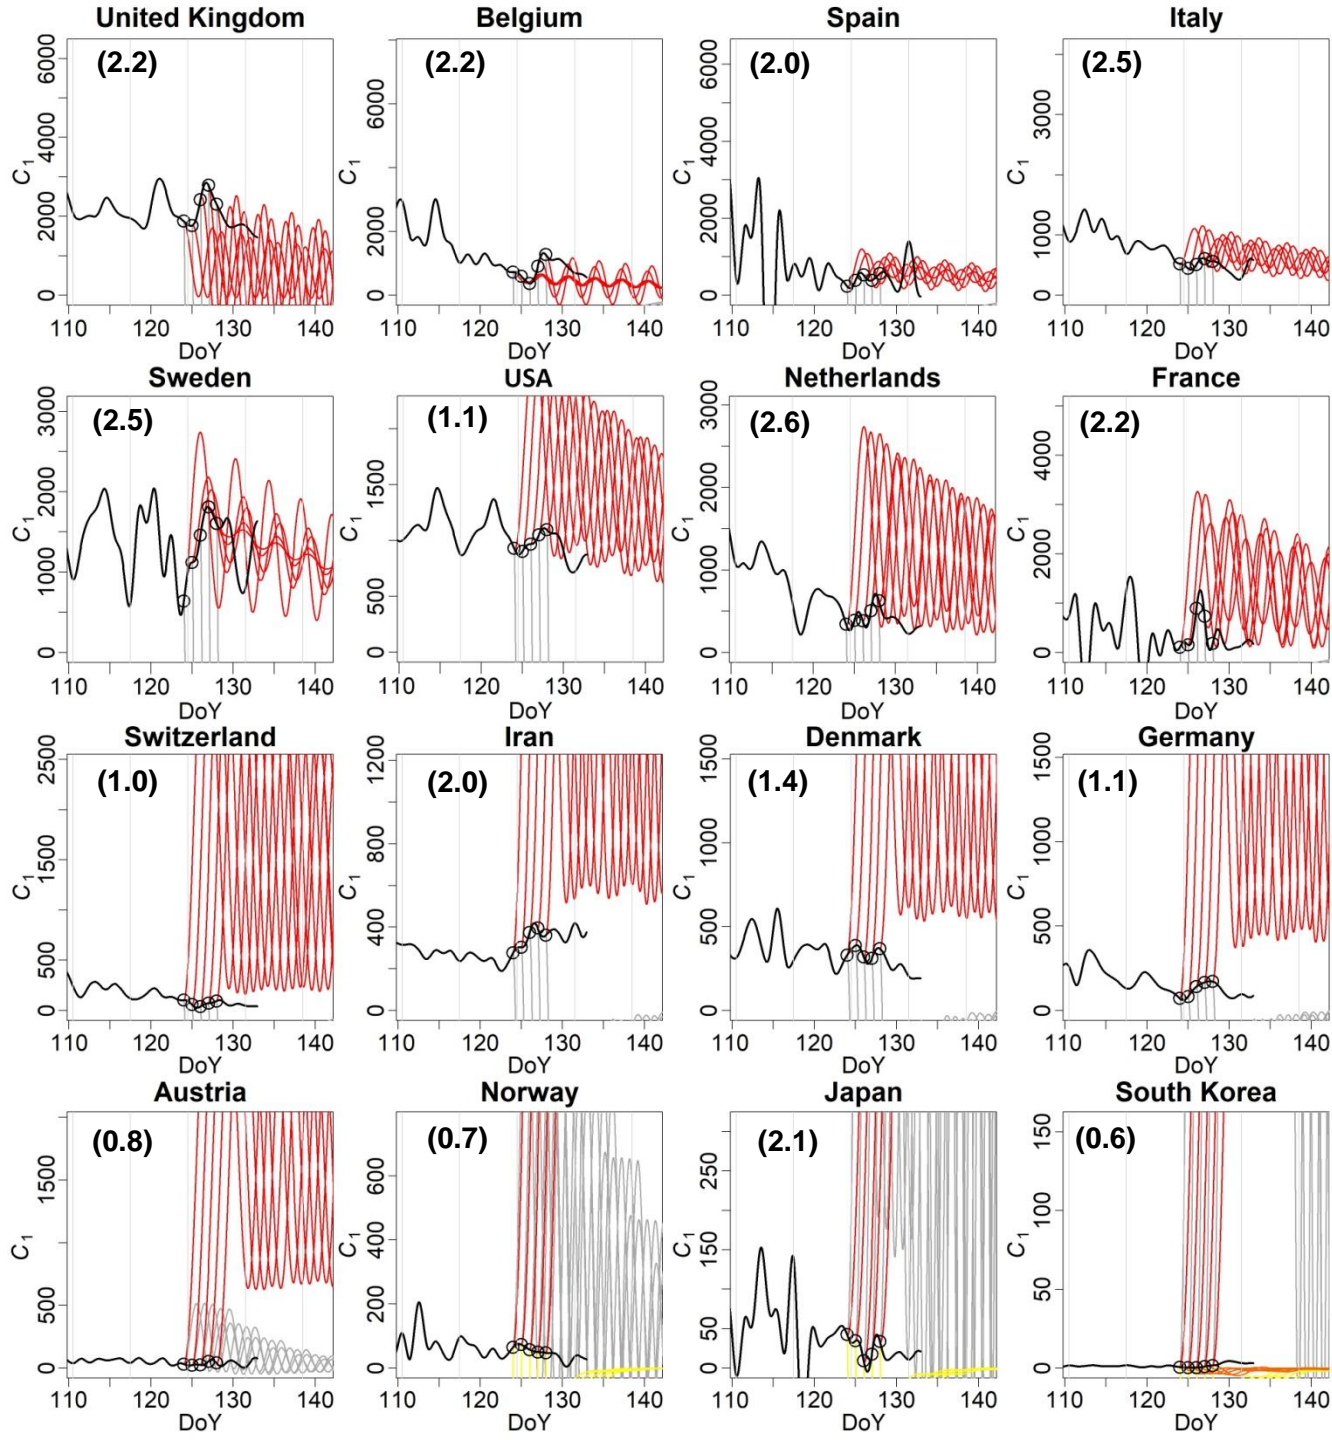 United Kingdom Belgium Spain Italy
(2.2) (2.2) (2.0) (2.5)
C1 0 2000 4000 6000
C1 0 2000 6000
C1 0 2000 4000 6000
C1 0 1000 3000
110 120 130 140 110 120 130 140 110 120 130 140 110 120 130 140
DoY DoY DoY DoY
Sweden USA Netherlands France
(2.5) (1.1) (2.6) (2.2)
C1 0 1000 2000 3000
C1 0 500 1500
C1 0 1000 2000 3000
C1 0 2000 4000
110 120 130 140 110 120 130 140 110 120 130 140 110 120 130 140
DoY DoY DoY DoY
Switzerland Iran Denmark Germany
(1.0) (2.0) (1.4) (1.1)
C1 0 500 1500 2500
C1 0 400 800 1200
C1 0 500 1000 1500
C1 0 500 1000 1500
110 120 130 140 110 120 130 140 110 120 130 140 110 120 130 140
DoY DoY DoY DoY
Austria Norway Japan South Korea
(0.8) (0.7) (2.1) (0.6)
C1 0 500 1500
C1 0 200 400 600
C1 0 50 150 250
C1 0 50 100 150
110 120 130 140 110 120 130 140 110 120 130 140 110 120 130 140
DoY DoY DoY DoY